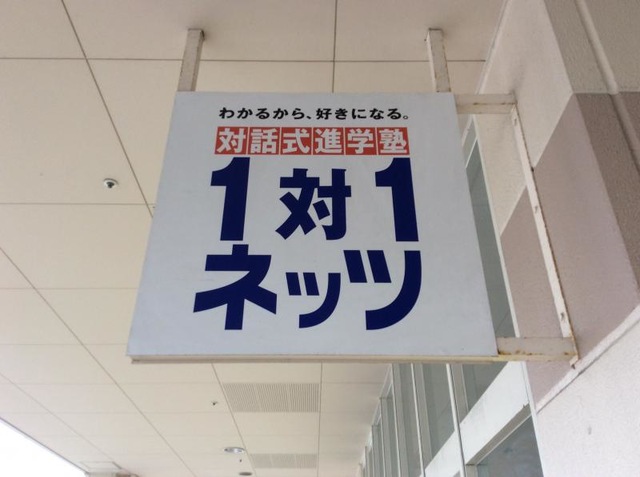 わかるから、好きになる。
対話式進学塾
1対1
ネッツ